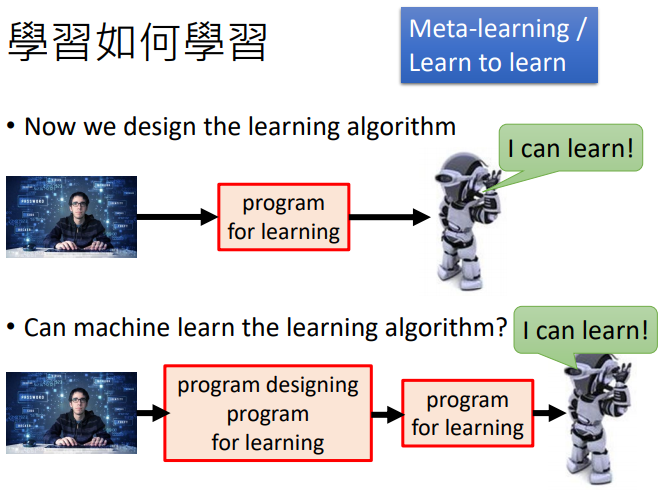 學習如何學習
Meta-learning /
Learn to learn
• Now we design the learning algorithm
I can learn!
PASSWORD
program
for learning
• Can machine learn the learning algorithm?
I can learn!
PASSWORD
program designing
program
for learning
program
for learning